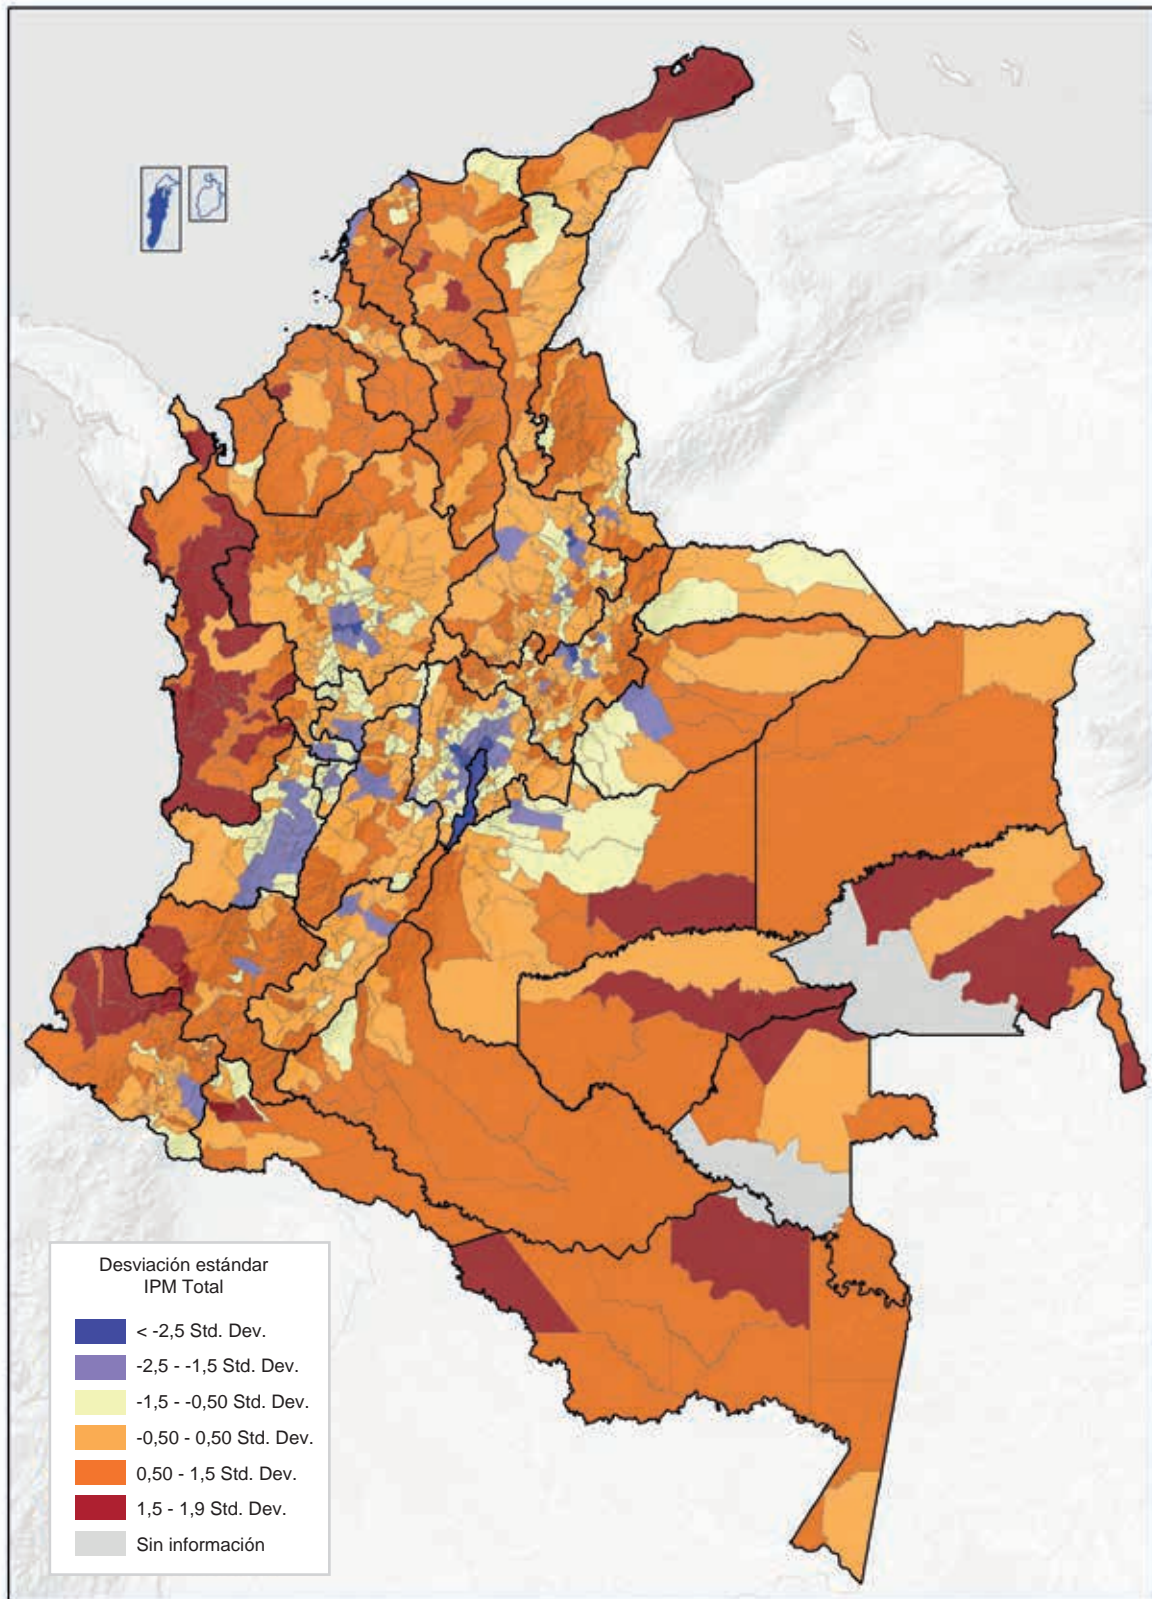 Desviación estándar
IPM Total
< -2,5 Std. Dev.
-2,5 - -1,5 Std. Dev.
-1,5 - -0,50 Std. Dev.
-0,50 - 0,50 Std. Dev.
0,50 - 1,5 Std. Dev.
1,5 - 1,9 Std. Dev.
Sin información